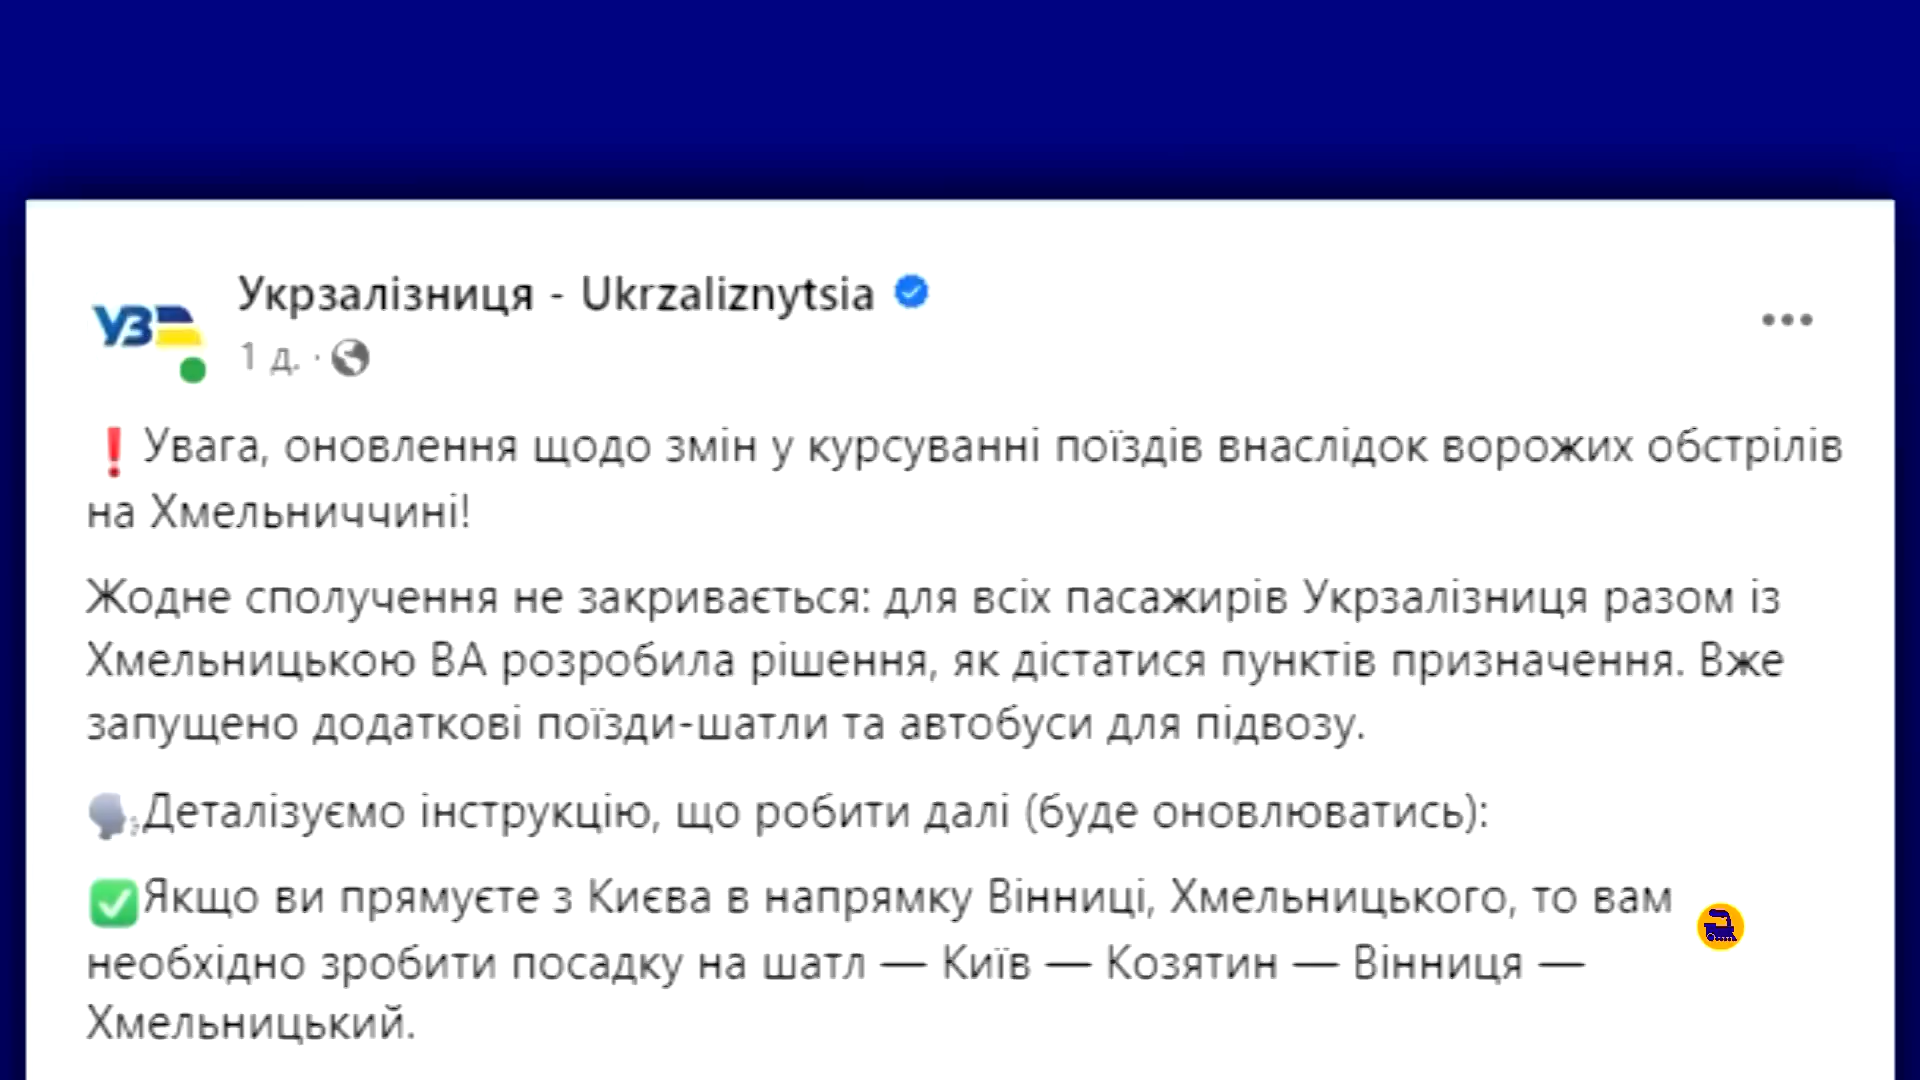 Укрзалізниця - Ukrzaliznytsia
УЗ
1 д. ·
❗Увага, оновлення щодо змін у курсуванні поїздів внаслідок ворожих обстрілів
на Хмельниччині!
Жодне сполучення не закривається: для всіх пасажирів Укрзалізниця разом із
Хмельницькою ВА розробила рішення, як дістатися пунктів призначення. Вже
запущено додаткові поїзди-шатли та автобуси для підвозу.
🗣Деталізуємо інструкцію, що робити далі (буде оновлюватись):
✅Якщо ви прямуєте з Києва в напрямку Вінниці, Хмельницького, то вам
необхідно зробити посадку на шатл — Київ — Козятин — Вінниця —
Хмельницький.